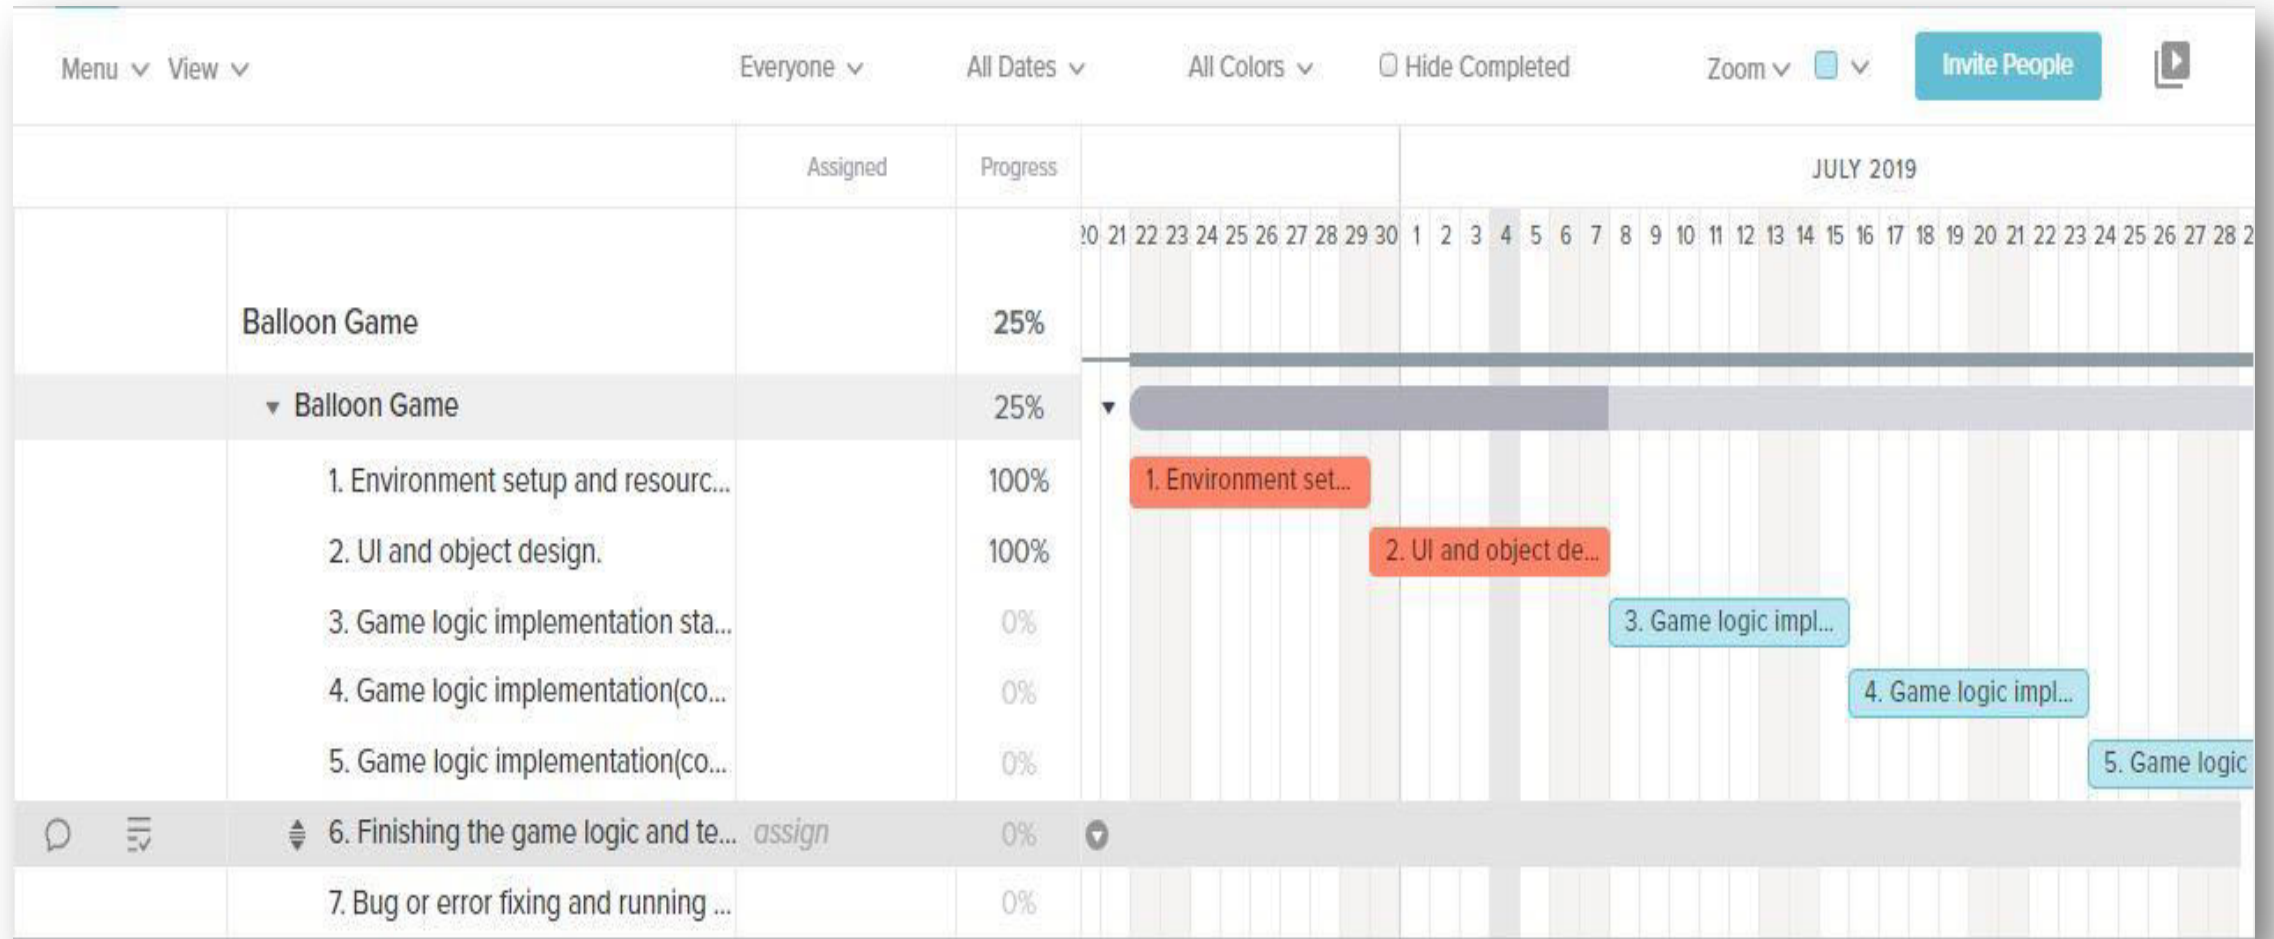 Menu View Everyone All Dates All Colors Hide Completed Zoom Invite People
Assigned Progress JULY 2019
20 21 22 23 24 25 26 27 28 29 30 1 2 3 4 5 6 7 8 9 10 11 12 13 14 15 16 17 18 19 20 21 22 23 24 25 26 27 28 2
Balloon Game 25%
Balloon Game 25%
1. Environment setup and resourc... 100% 1. Environment set...
2. UI and object design. 100% 2. UI and object de...
3. Game logic implementation sta... 0% 3. Game logic impl...
4. Game logic implementation(co... 0% 4. Game logic impl...
5. Game logic implementation(co... 0% 5. Game logic
6. Finishing the game logic and te... assign 0%
7. Bug or error fixing and running ... 0%